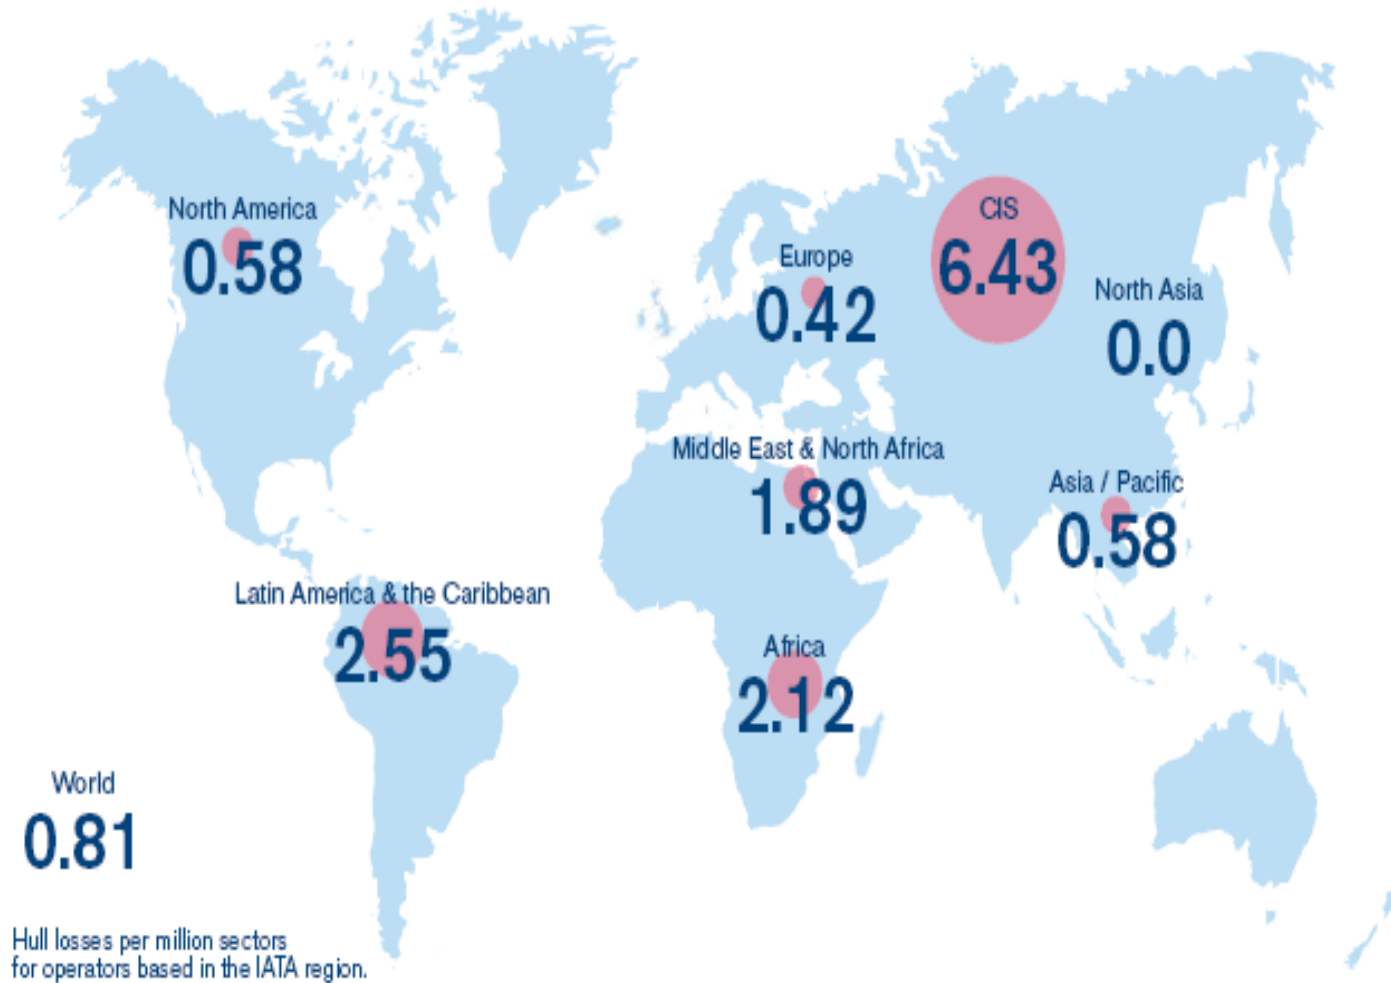 North America
0.58
CIS
6.43
Europe
0.42
North Asia
0.0
Middle East & North Africa
1.89
Asia / Pacific
0.58
Latin America & the Caribbean
2.55
Africa
2.12
World
0.81
Hull losses per million sectors
for operators based in the IATA region.